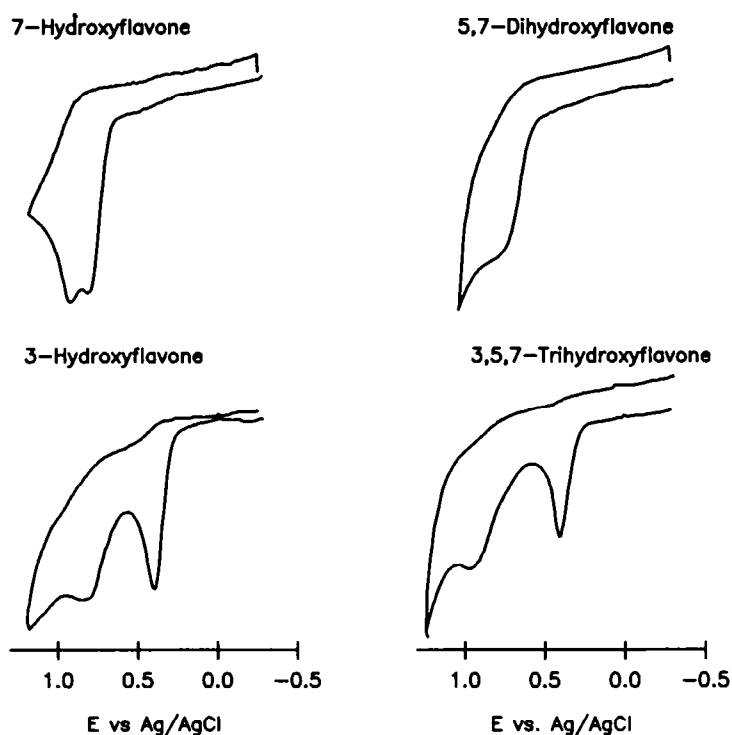 7-Hydroxyflavone
5,7-Dihydroxyflavone
3-Hydroxyflavone
3,5,7-Trihydroxyflavone
1.0 0.5 0.0 -0.5
1.0 0.5 0.0 -0.5
E vs Ag/AgCl
E vs. Ag/AgCl